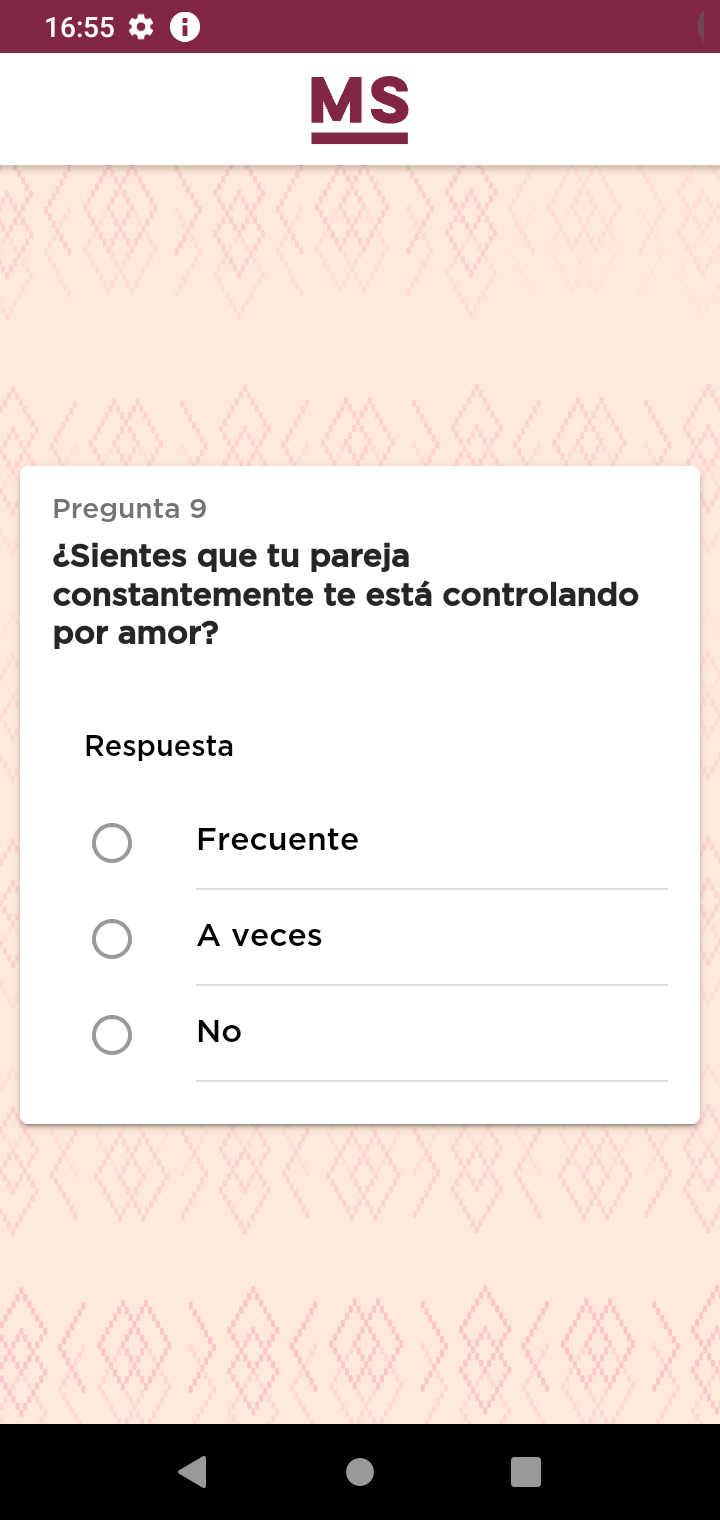 16:55
MS
Pregunta 9
¿Sientes que tu pareja
constantemente te está controlando
por amor?
Respuesta
Frecuente
A veces
No